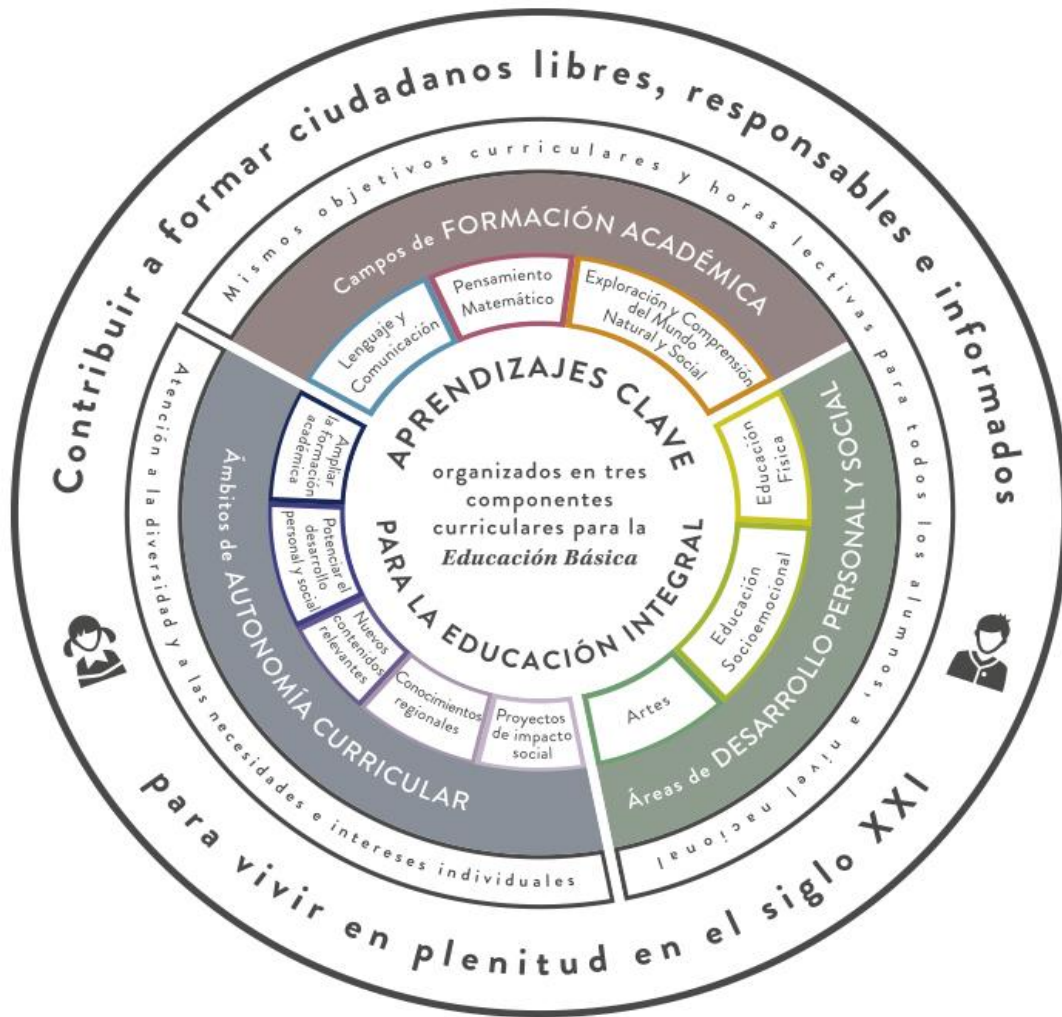 Contribuir a formar ciudadanos libres, responsables e informados
para vivir en plenitud en el siglo XXI
Mismos objetivos curriculares y horas lectivas para todos los alumnos, a nivel nacional
Atención a la diversidad y a las necesidades e intereses individuales
Campos de FORMACIÓN ACADÉMICA
Lenguaje y
Comunicación
Pensamiento
Matemático
Exploración y Comprensión
del Mundo
Natural y Social
Áreas de DESARROLLO PERSONAL Y SOCIAL
Educación
Física
Educación
Socioemocional
Artes
Ámbitos de AUTONOMÍA CURRICULAR
Ampliar
la formación
académica
Potenciar el
desarrollo
personal y social
Nuevos
contenidos
relevantes
Conocimientos
regionales
Proyectos
de impacto
social
APRENDIZAJES CLAVE
organizados en tres
componentes
curriculares para la
Educación Básica
PARA LA EDUCACIÓN INTEGRAL